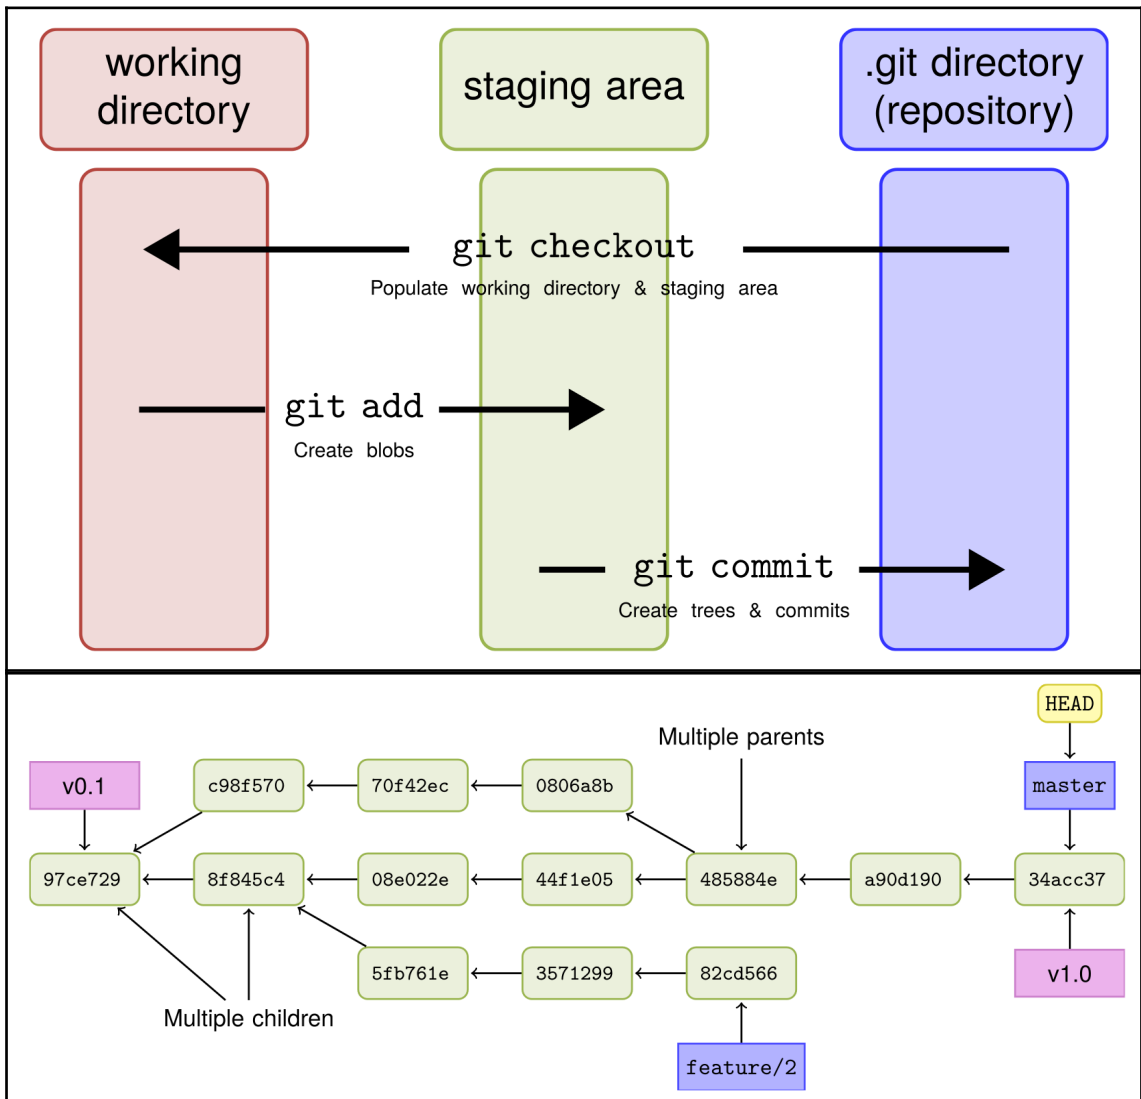 working
directory
staging area
.git directory
(repository)
git checkout
Populate working directory & staging area
git add
Create blobs
git commit
Create trees & commits
HEAD
Multiple parents
v0.1
c98f570
70f42ec
0806a8b
master
97ce729
8f845c4
08e022e
44f1e05
485884e
a90d190
34acc37
5fb761e
3571299
82cd566
v1.0
Multiple children
feature/2